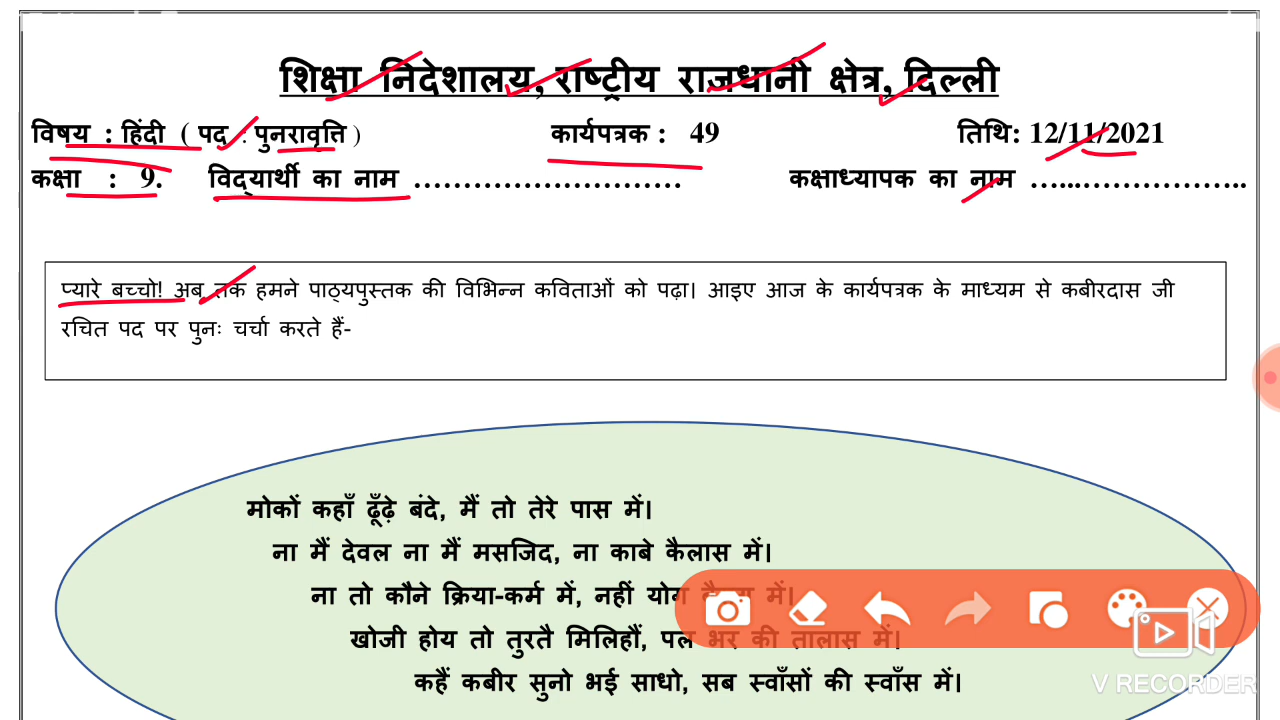 शिक्षा निदेशालय, राष्ट्रीय राजधानी क्षेत्र, दिल्ली
विषय : हिंदी ( पद : पुनरावृत्ति ) कार्यपत्रक : 49 तिथि: 12/11/2021
कक्षा : 9. विद्यार्थी का नाम ........................... कक्षाध्यापक का नाम ........................
प्यारे बच्चो! अब तक हमने पाठ्यपुस्तक की विभिन्न कविताओं को पढ़ा। आइए आज के कार्यपत्रक के माध्यम से कबीरदास जी
रचित पद पर पुनः चर्चा करते हैं-
मोकों कहाँ ढूँढ़े बंदे, मैं तो तेरे पास में।
ना मैं देवल ना मैं मसजिद, ना काबे कैलास में।
ना तो कौने क्रिया-कर्म में, नहीं योग में।
खोजी होय तो तुरतै मिलिहौं, पल भर की तालास में।
कहैं कबीर सुनो भई साधो, सब स्वाँसों की स्वाँस में।
V RECORDER